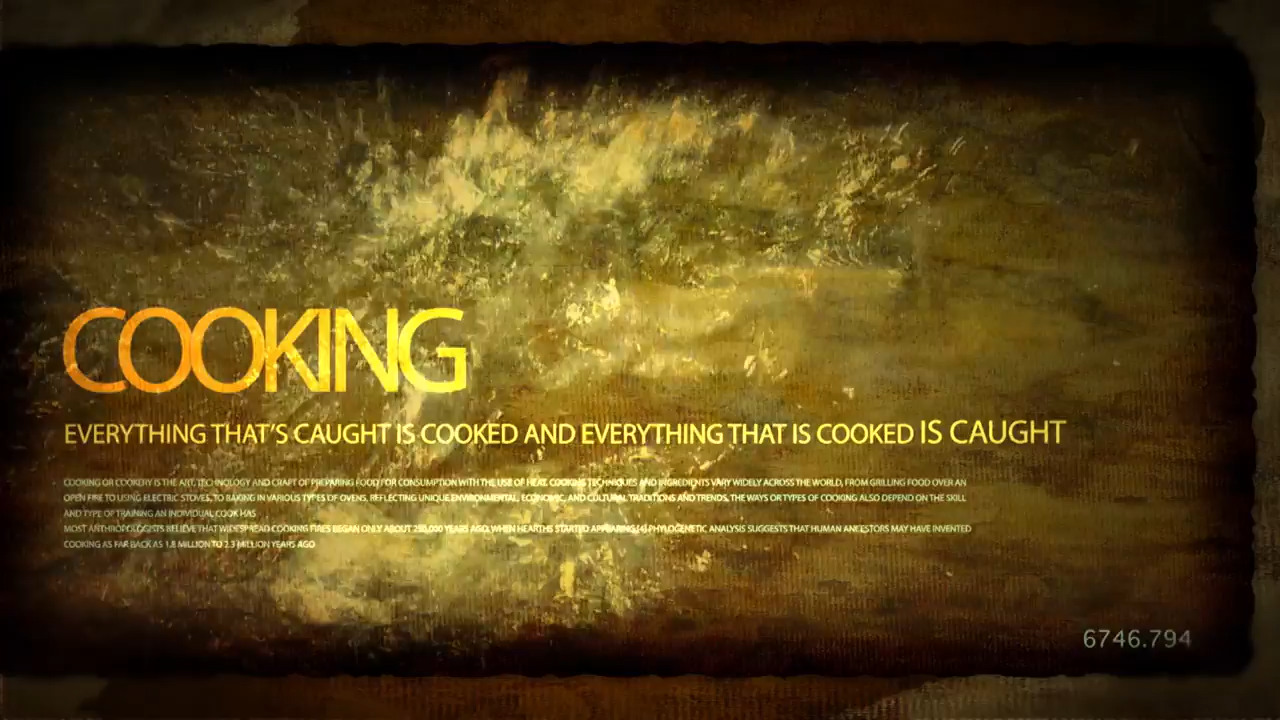 COOKING
EVERYTHING THAT'S CAUGHT IS COOKED AND EVERYTHING THAT IS COOKED IS CAUGHT
COOKING OR COOKERY IS THE ART, TECHNOLOGY AND CRAFT OF PREPARING FOOD FOR CONSUMPTION WITH THE USE OF HEAT. COOKING TECHNIQUES AND INGREDIENTS VARY WIDELY ACROSS THE WORLD, FROM GRILLING FOOD OVER AN
OPEN FIRE TO USING ELECTRIC STOVES, TO BAKING IN VARIOUS TYPES OF OVENS, REFLECTING UNIQUE ENVIRONMENTAL, ECONOMIC, AND CULTURAL TRADITIONS AND TRENDS. THE WAYS OR TYPES OF COOKING ALSO DEPEND ON THE SKILL
AND TYPE OF TRAINING AN INDIVIDUAL COOK HAS
MOST ANTHROPOLOGISTS BELIEVE THAT WIDESPREAD COOKING FIRES BEGAN ONLY ABOUT 250,000 YEARS AGO, WHEN HEARTHS STARTED APPEARING.[4] PHYLOGENETIC ANALYSIS SUGGESTS THAT HUMAN ANCESTORS MAY HAVE INVENTED
COOKING AS FAR BACK AS 1.8 MILLION TO 2.3 MILLION YEARS AGO
6746.794